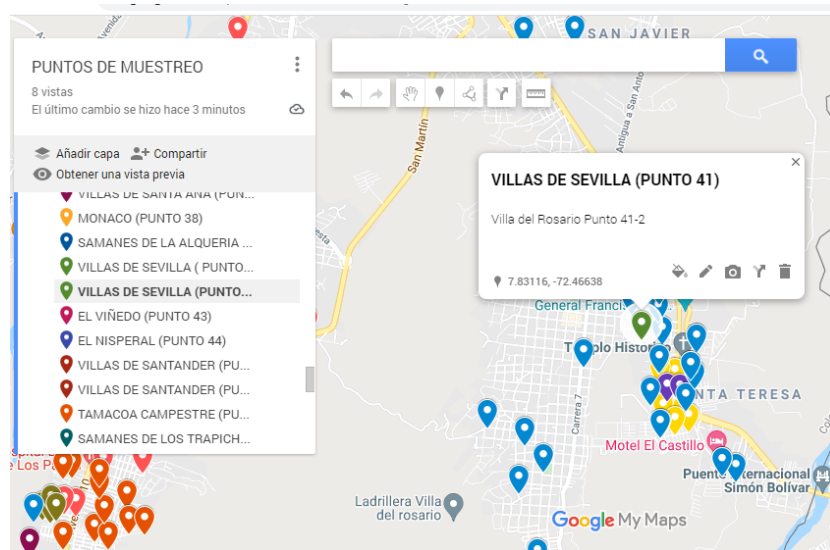 SAN JAVIER
PUNTOS DE MUESTREO
8 vistas
El último cambio se hizo hace 3 minutos
Añadir capa
Compartir
Obtener una vista previa
VILLAS DE SANTA ANA (PUN...
MONACO (PUNTO 38)
SAMANES DE LA ALQUERIA ...
VILLAS DE SEVILLA ( PUNTO...
VILLAS DE SEVILLA (PUNTO...
EL VIÑEDO (PUNTO 43)
EL NISPERAL (PUNTO 44)
VILLAS DE SANTANDER (PU...
VILLAS DE SANTANDER (PU...
TAMACOA CAMPESTRE (PU...
SAMANES DE LOS TRAPICH...
San Martín
Antigua a San Anto
VILLAS DE SEVILLA (PUNTO 41)
Villa del Rosario Punto 41-2
7.83116, -72.46638
General Franci
Histori
Carrera 7
TERESA
Motel El Castillo
Puente
Simón Bolívar
Ladrillera Villa
del rosario
Google My Maps